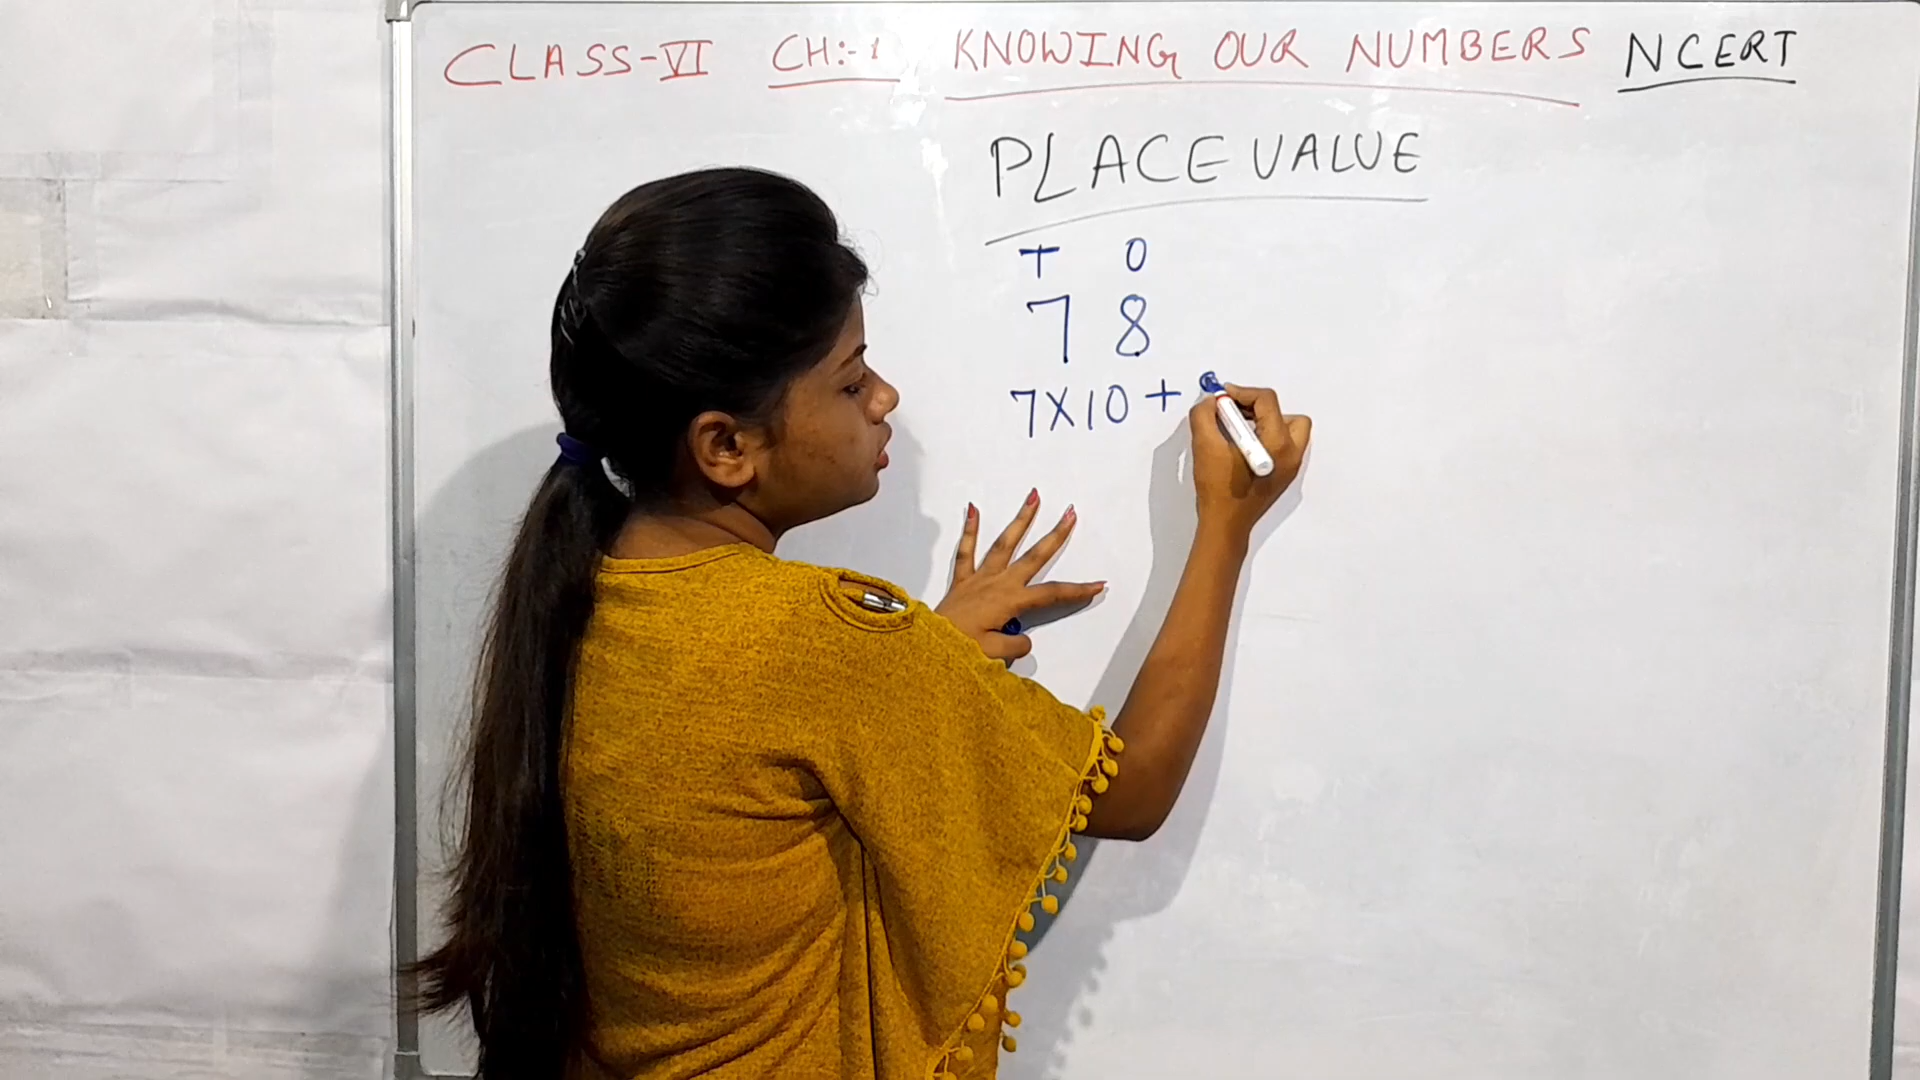 CLASS-VI CH:-1 KNOWING OUR NUMBERS NCERT
PLACE VALUE
T O
7 8
7X10 +